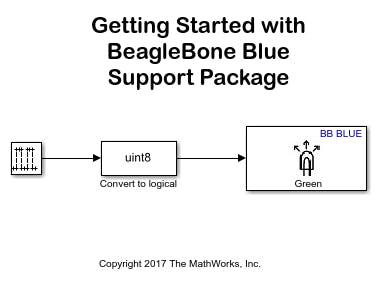 Getting Started with
BeagleBone Blue
Support Package
BB BLUE
uint8
Convert to logical
Green
Copyright 2017 The MathWorks, Inc.